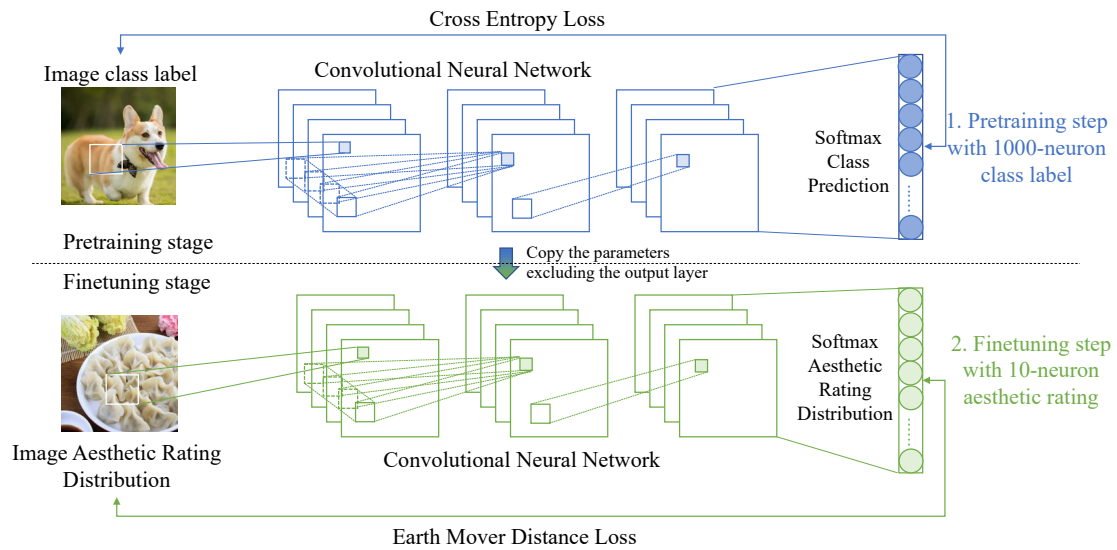 Cross Entropy Loss
Image class label
Convolutional Neural Network
Softmax
Class
Prediction
1. Pretraining step
with 1000-neuron
class label
Pretraining stage
Copy the parameters
excluding the output layer
Finetuning stage
Softmax
Aesthetic
Rating
Distribution
2. Finetuning step
with 10-neuron
aesthetic rating
Image Aesthetic Rating
Distribution
Convolutional Neural Network
Earth Mover Distance Loss